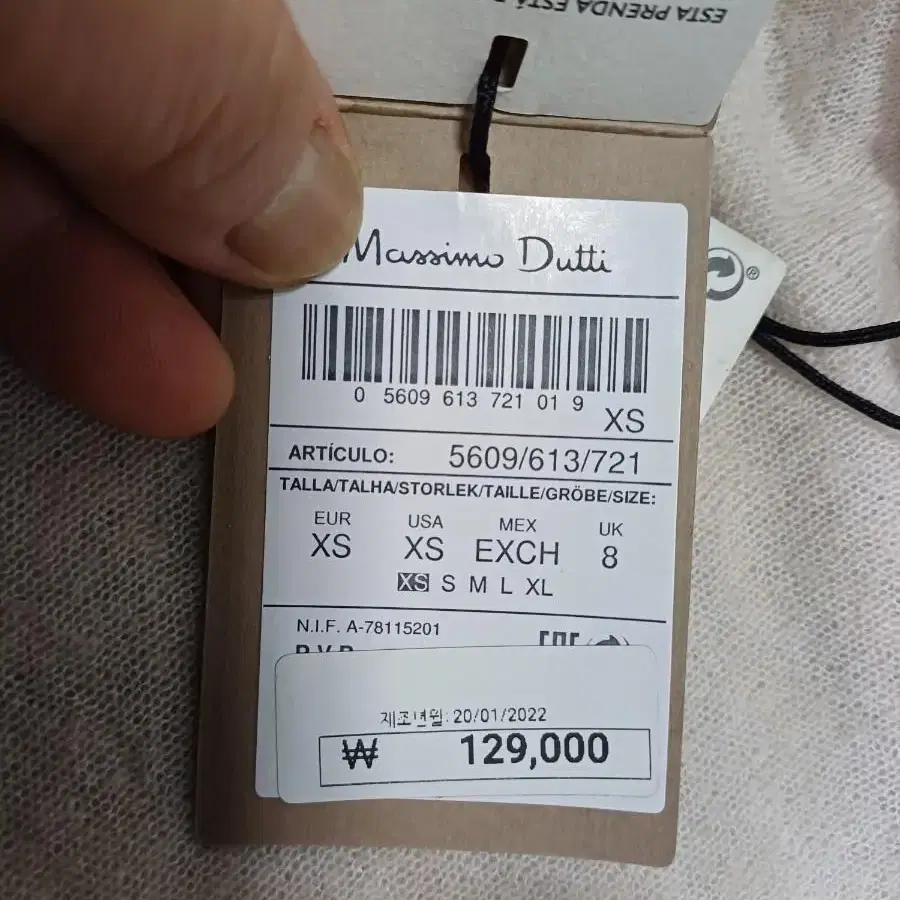 ESTA PRENDA ESTÁ
Massimo Dutti
0 5609 613 721 01 9
XS
ARTÍCULO: 5609/613/721
TALLA/TALHA/STORLEK/TAILLE/GRÖBE/SIZE:
EUR USA MEX UK
XS XS EXCH 8
XS S M L XL
N.I.F. A-78115201
P.V.P.
EAC
제조년월: 20/01/2022
₩ 129,000
®